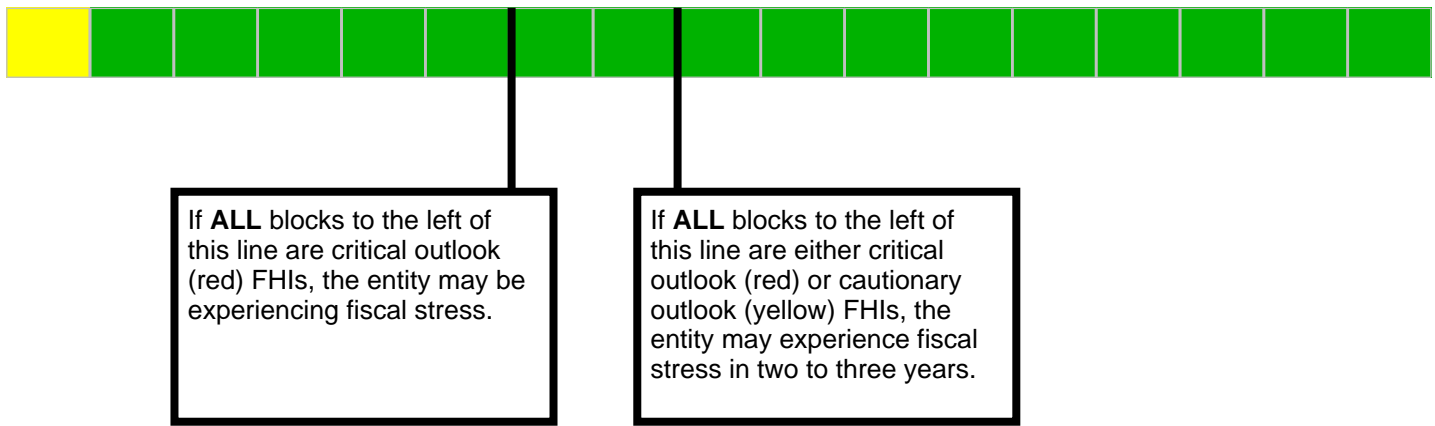 If ALL blocks to the left of
this line are critical outlook
(red) FHIs, the entity may be
experiencing fiscal stress.
If ALL blocks to the left of
this line are either critical
outlook (red) or cautionary
outlook (yellow) FHIs, the
entity may experience fiscal
stress in two to three years.